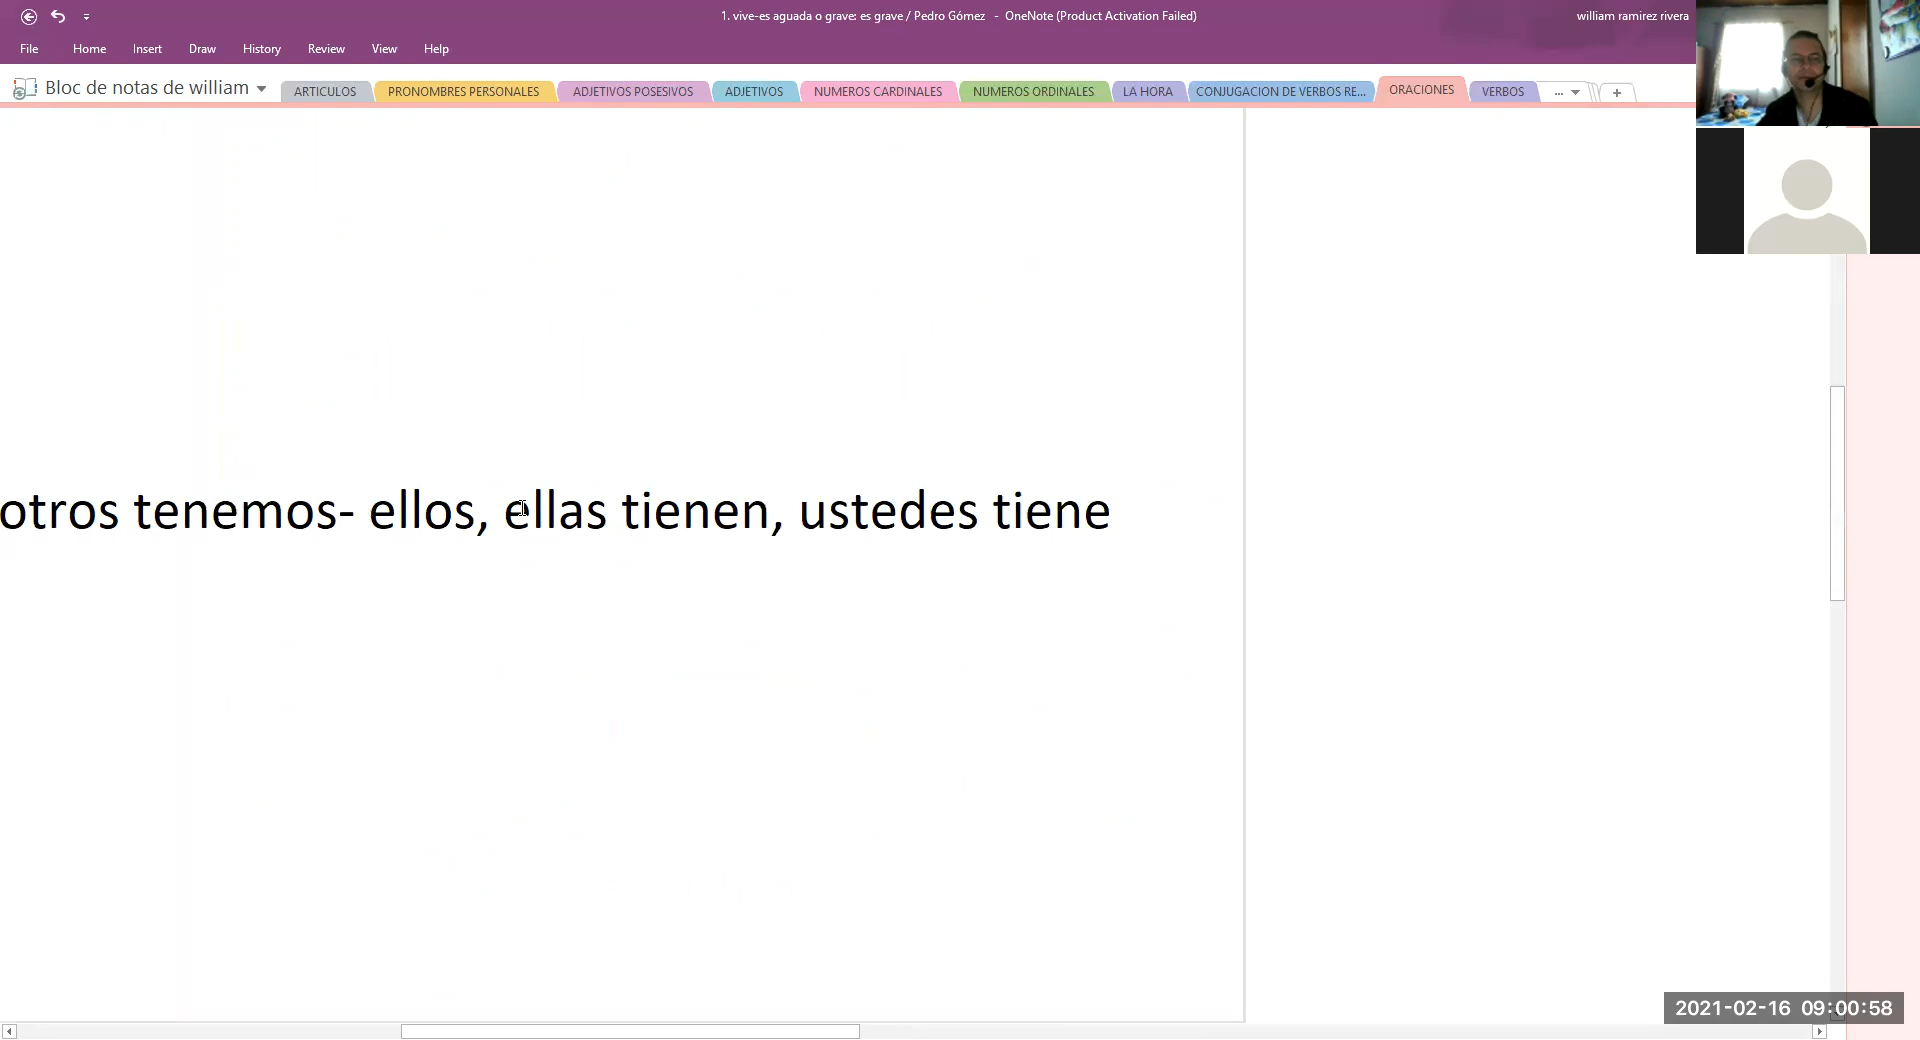 1. vive-es aguada o grave: es grave / Pedro Gómez - OneNote (Product Activation Failed)
william ramirez rivera
File Home Insert Draw History Review View Help
Bloc de notas de william ARTICULOS PRONOMBRES PERSONALES ADJETIVOS POSESIVOS ADJETIVOS NUMEROS CARDINALES NUMEROS ORDINALES LA HORA CONJUGACION DE VERBOS RE... ORACIONES VERBOS ... +
otros tenemos- ellos, ellas tienen, ustedes tiene
2021-02-16 09:00:58